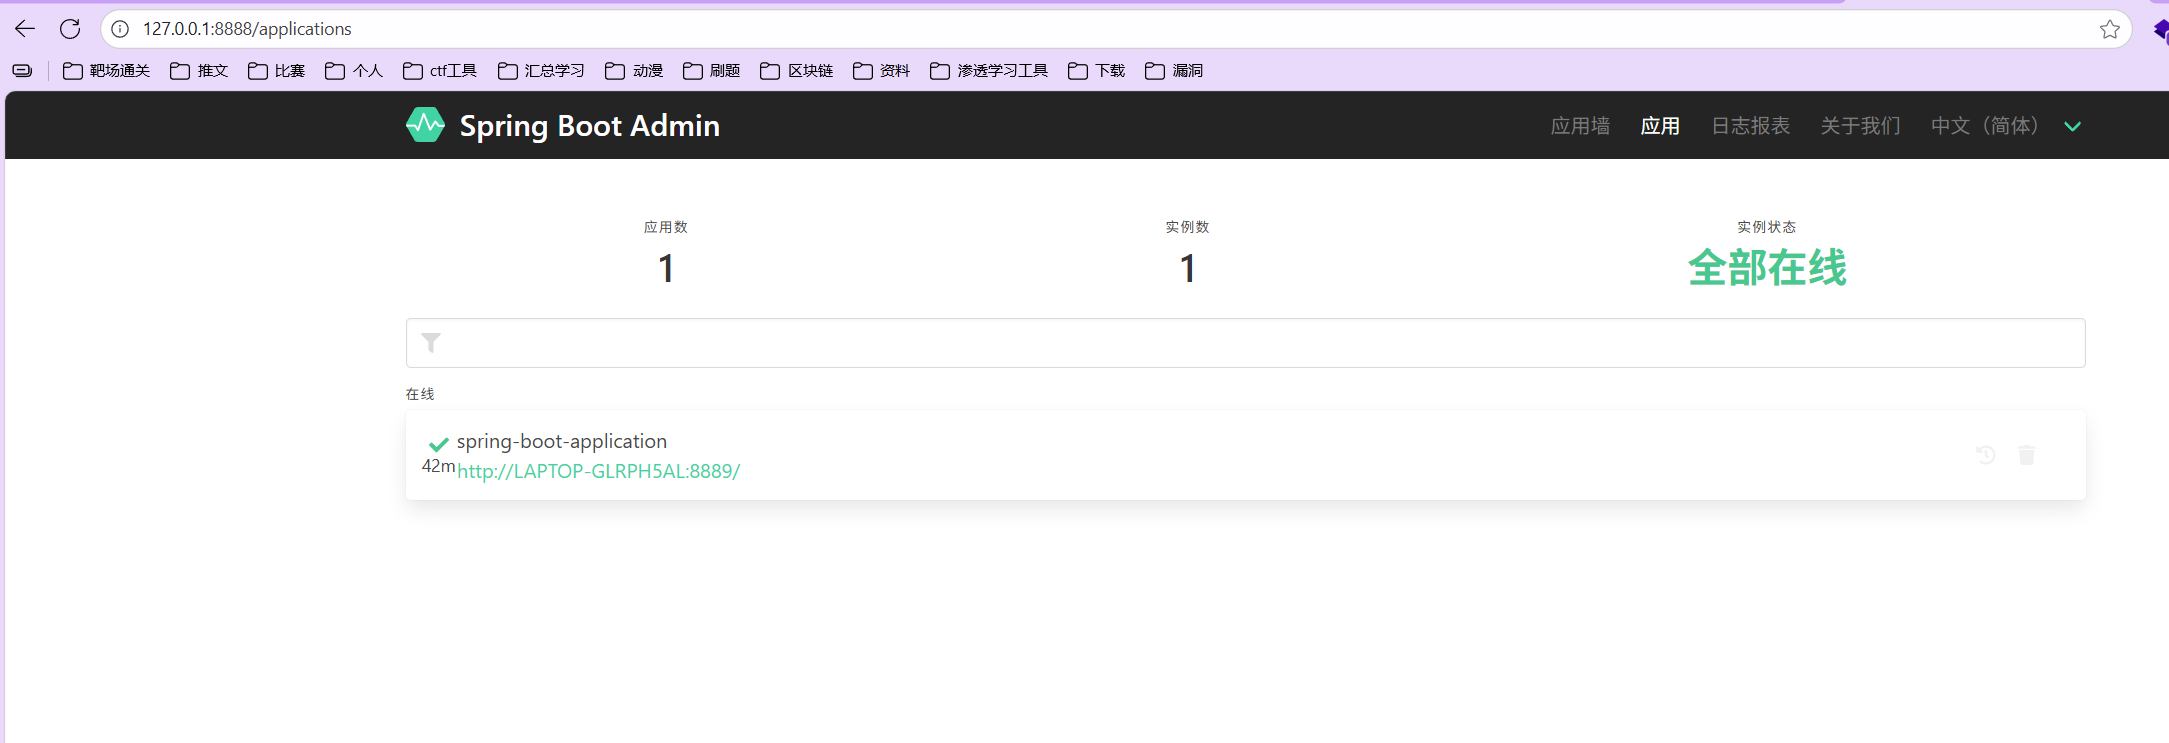 127.0.0.1:8888/applications
靶场通关 推文 比赛 个人 ctf工具 汇总学习 动漫 刷题 区块链 资料 渗透学习工具 下载 漏洞
Spring Boot Admin 应用墙 应用 日志报表 关于我们 中文（简体）
应用数 实例数 实例状态
1 1 全部在线
在线
spring-boot-application
42m http://LAPTOP-GLRPH5AL:8889/